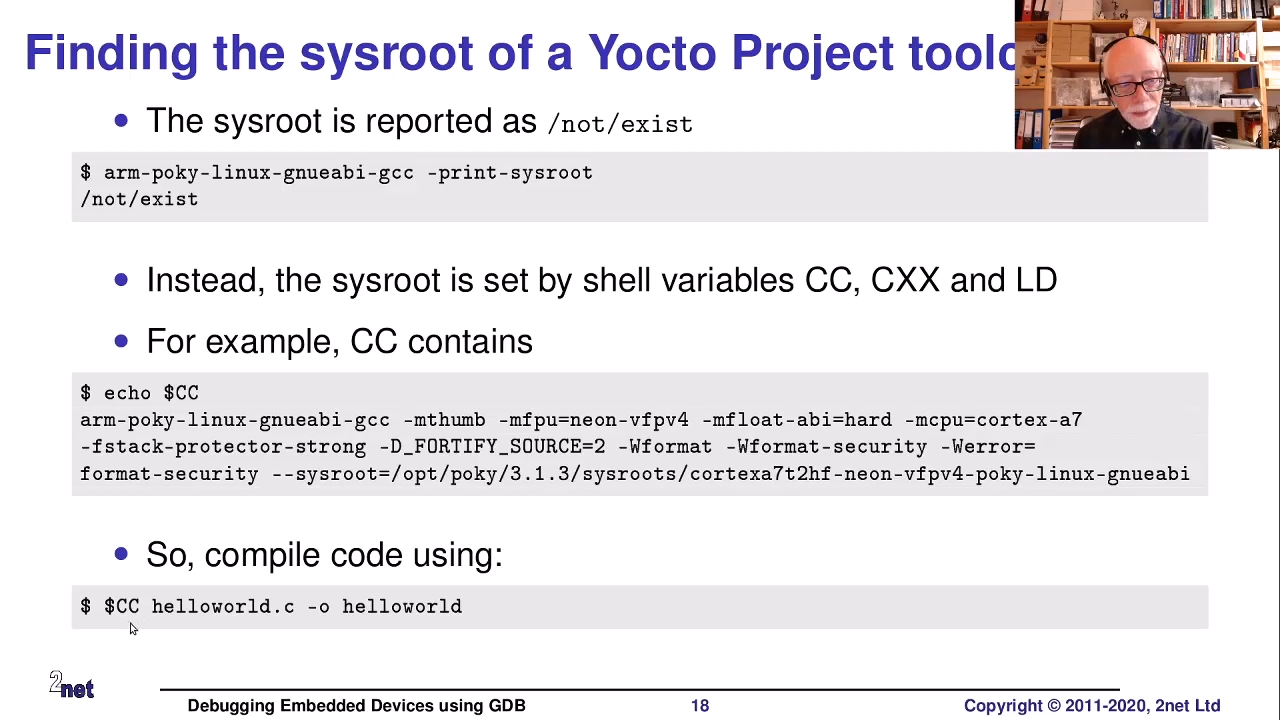 Finding the sysroot of a Yocto Project toolc
• The sysroot is reported as /not/exist
$ arm-poky-linux-gnueabi-gcc -print-sysroot
/not/exist
• Instead, the sysroot is set by shell variables CC, CXX and LD
• For example, CC contains
$ echo $CC
arm-poky-linux-gnueabi-gcc -mthumb -mfpu=neon-vfpv4 -mfloat-abi=hard -mcpu=cortex-a7
-fstack-protector-strong -D_FORTIFY_SOURCE=2 -Wformat -Wformat-security -Werror=
format-security --sysroot=/opt/poky/3.1.3/sysroots/cortexa7t2hf-neon-vfpv4-poky-linux-gnueabi
• So, compile code using:
$ $CC helloworld.c -o helloworld
2net
Debugging Embedded Devices using GDB
18
Copyright © 2011-2020, 2net Ltd